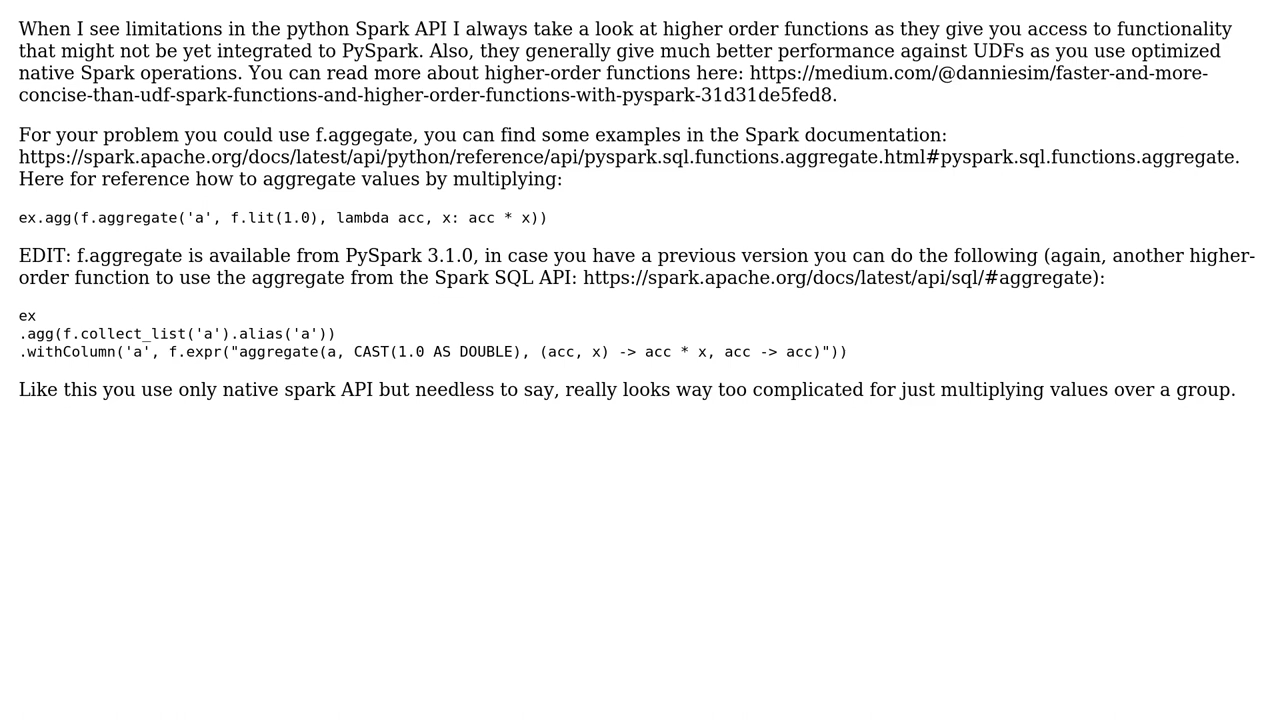 When I see limitations in the python Spark API I always take a look at higher order functions as they give you access to functionality
that might not be yet integrated to PySpark. Also, they generally give much better performance against UDFs as you use optimized
native Spark operations. You can read more about higher-order functions here: https://medium.com/@danniesim/faster-and-more-
concise-than-udf-spark-functions-and-higher-order-functions-with-pyspark-31d31de5fed8.
For your problem you could use f.aggegate, you can find some examples in the Spark documentation:
https://spark.apache.org/docs/latest/api/python/reference/api/pyspark.sql.functions.aggregate.html#pyspark.sql.functions.aggregate.
Here for reference how to aggregate values by multiplying:
ex.agg(f.aggregate('a', f.lit(1.0), lambda acc, x: acc * x))
EDIT: f.aggregate is available from PySpark 3.1.0, in case you have a previous version you can do the following (again, another higher-
order function to use the aggregate from the Spark SQL API: https://spark.apache.org/docs/latest/api/sql/#aggregate):
ex
.agg(f.collect_list('a').alias('a'))
.withColumn('a', f.expr("aggregate(a, CAST(1.0 AS DOUBLE), (acc, x) -> acc * x, acc -> acc)"))
Like this you use only native spark API but needless to say, really looks way too complicated for just multiplying values over a group.